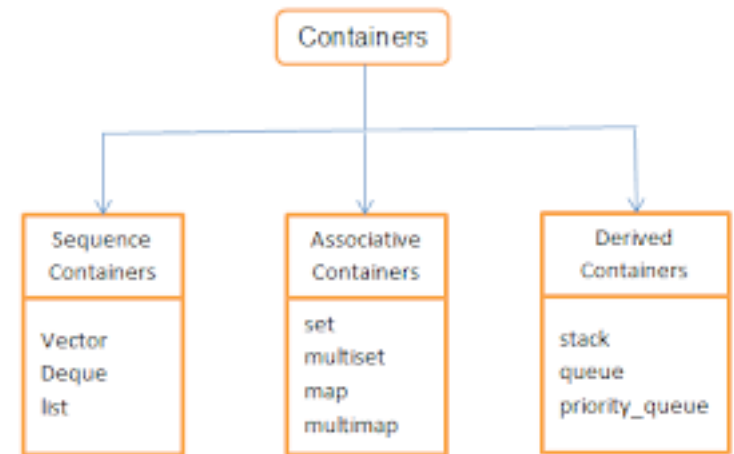 Containers
Sequence
Containers
Vector
Deque
list
Associative
Containers
set
multiset
map
multimap
Derived
Containers
stack
queue
priority_queue